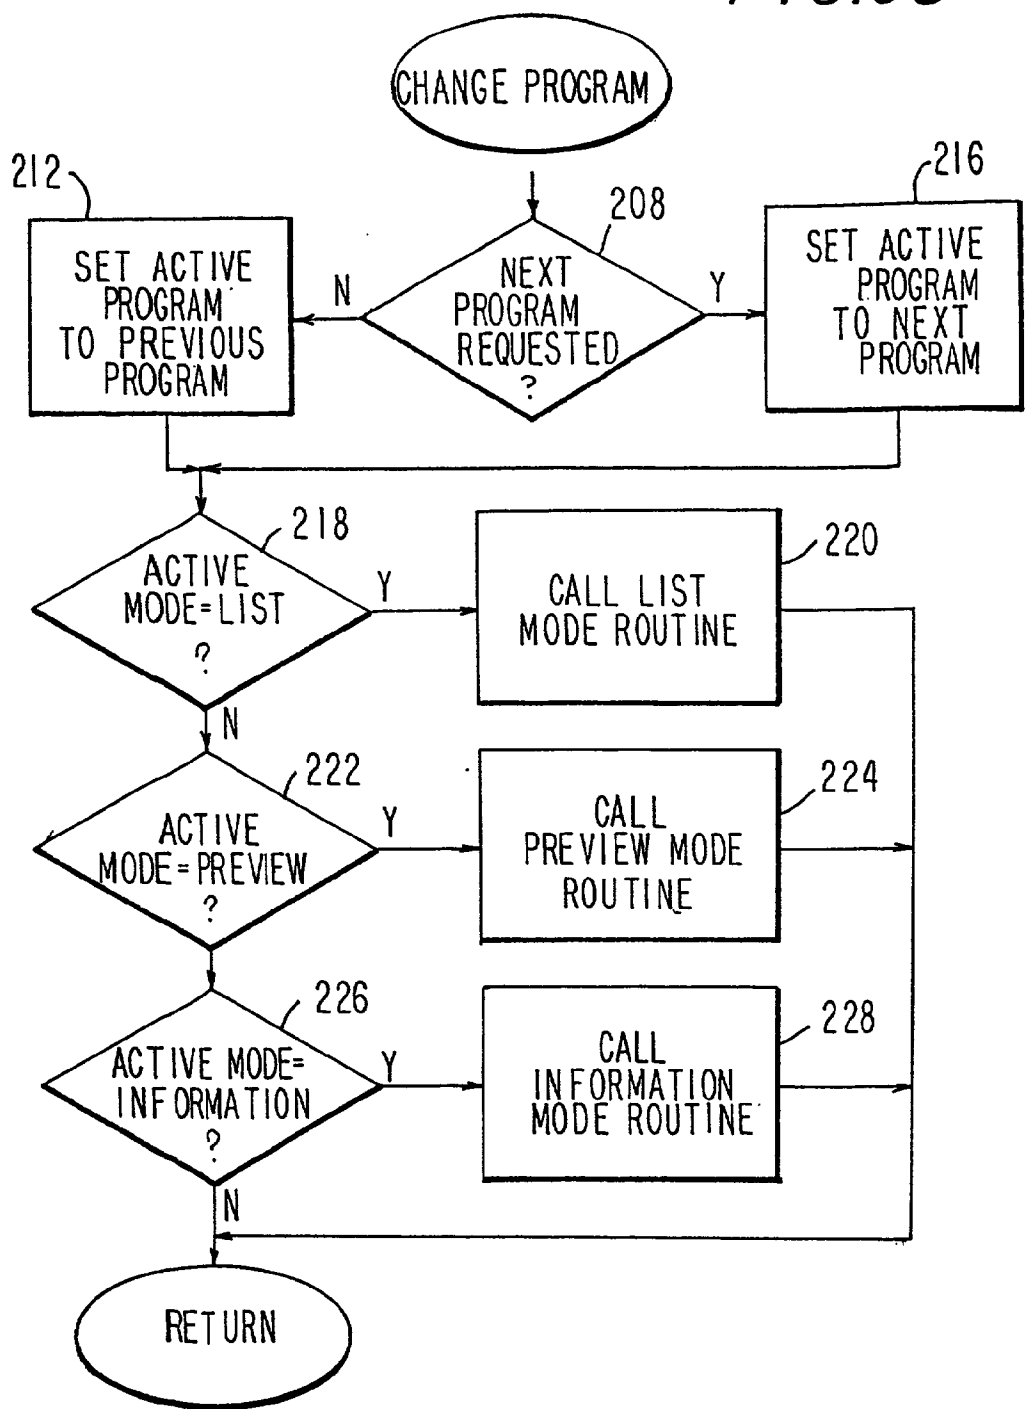 CHANGE PROGRAM
212
208
216
SET ACTIVE
PROGRAM
TO PREVIOUS
PROGRAM
N
NEXT
PROGRAM
REQUESTED
?
Y
SET ACTIVE
PROGRAM
TO NEXT
PROGRAM
218
ACTIVE
MODE=LIST
?
Y
220
CALL LIST
MODE ROUTINE
N
222
ACTIVE
MODE=PREVIEW
?
Y
224
CALL
PREVIEW MODE
ROUTINE
226
ACTIVE MODE=
INFORMATION
?
Y
228
CALL
INFORMATION
MODE ROUTINE
N
RETURN